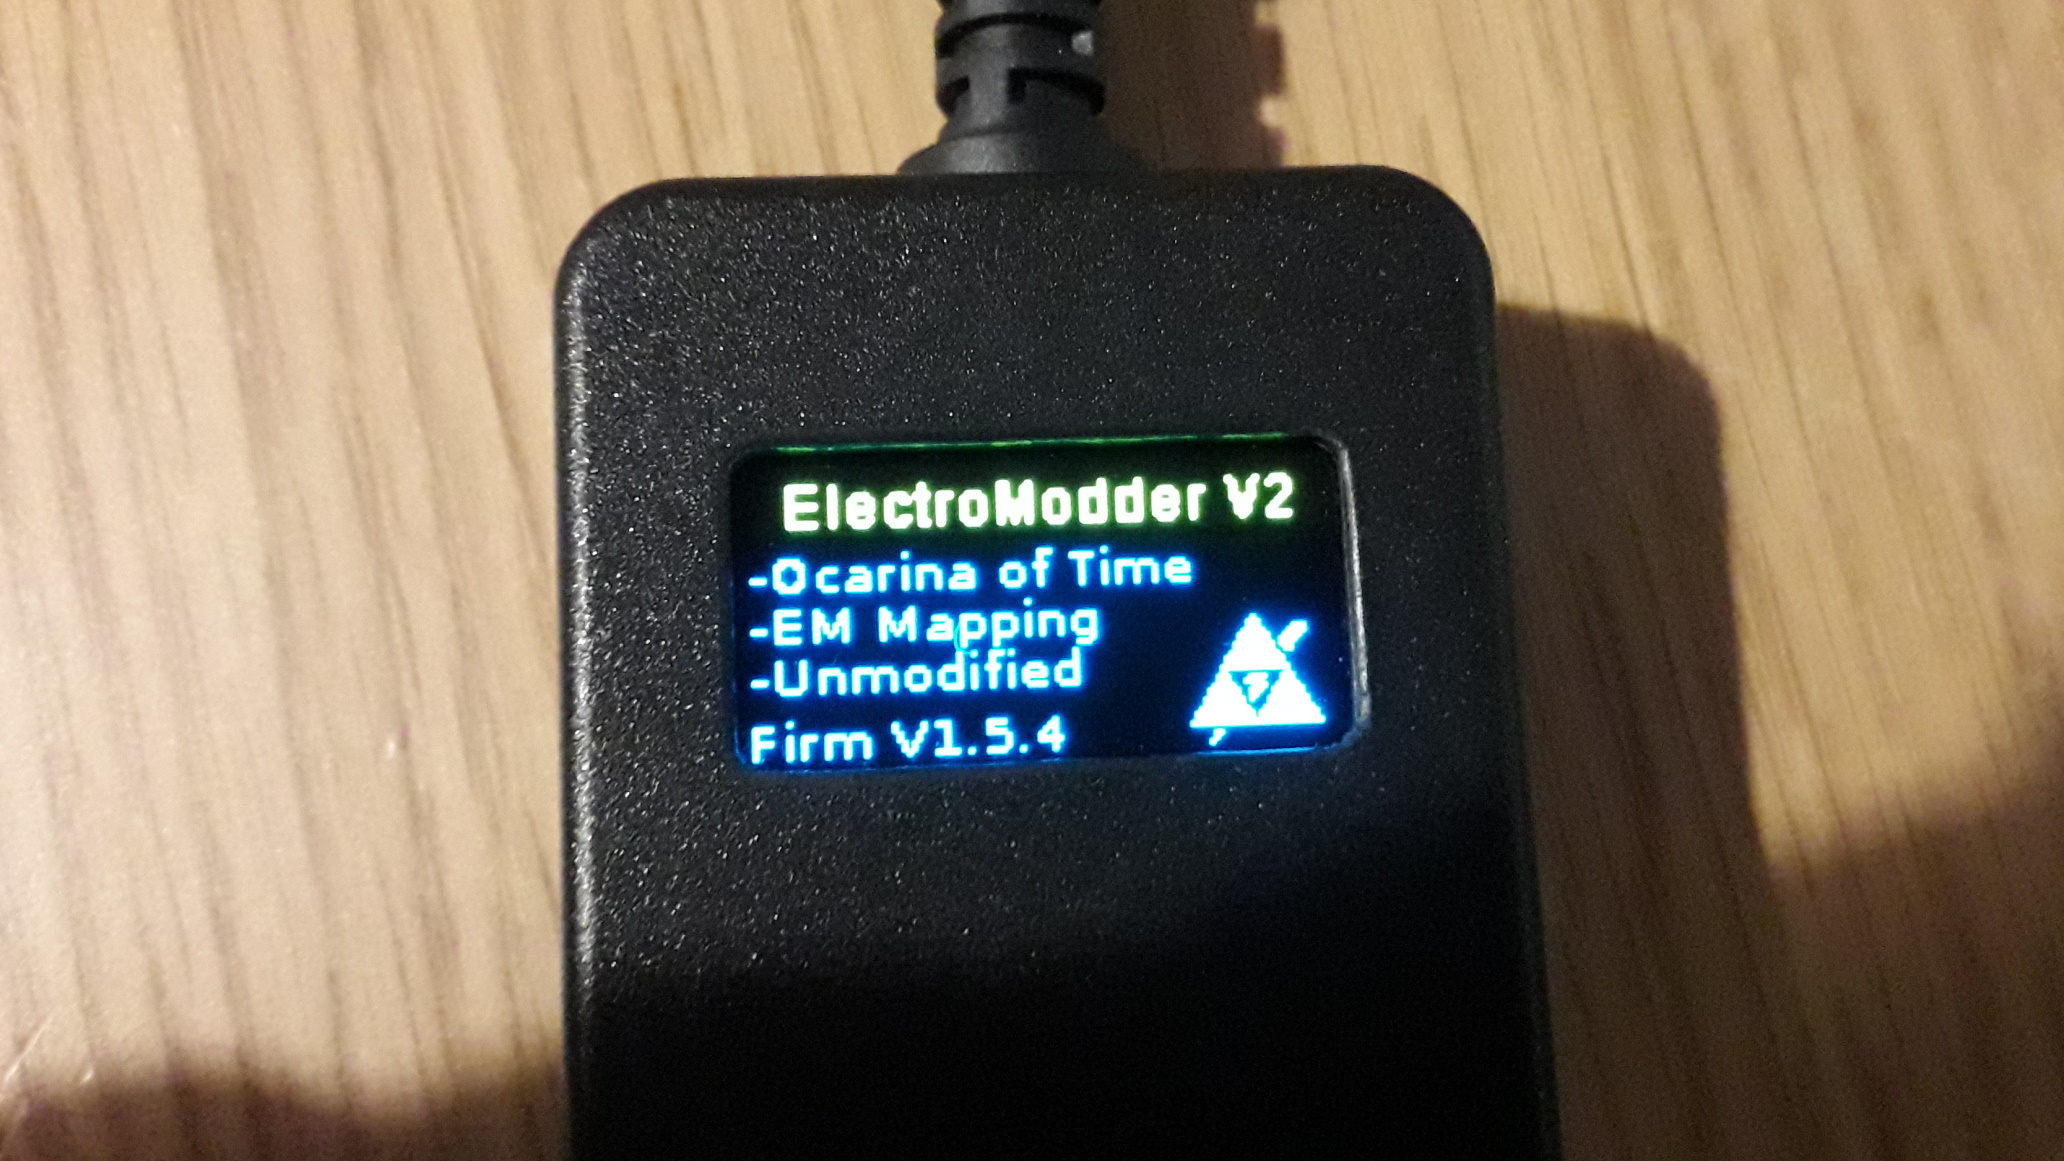 ElectroModder V2
-Ocarina of Time
-EM Mapping
-Unmodified
Firm V1.5.4